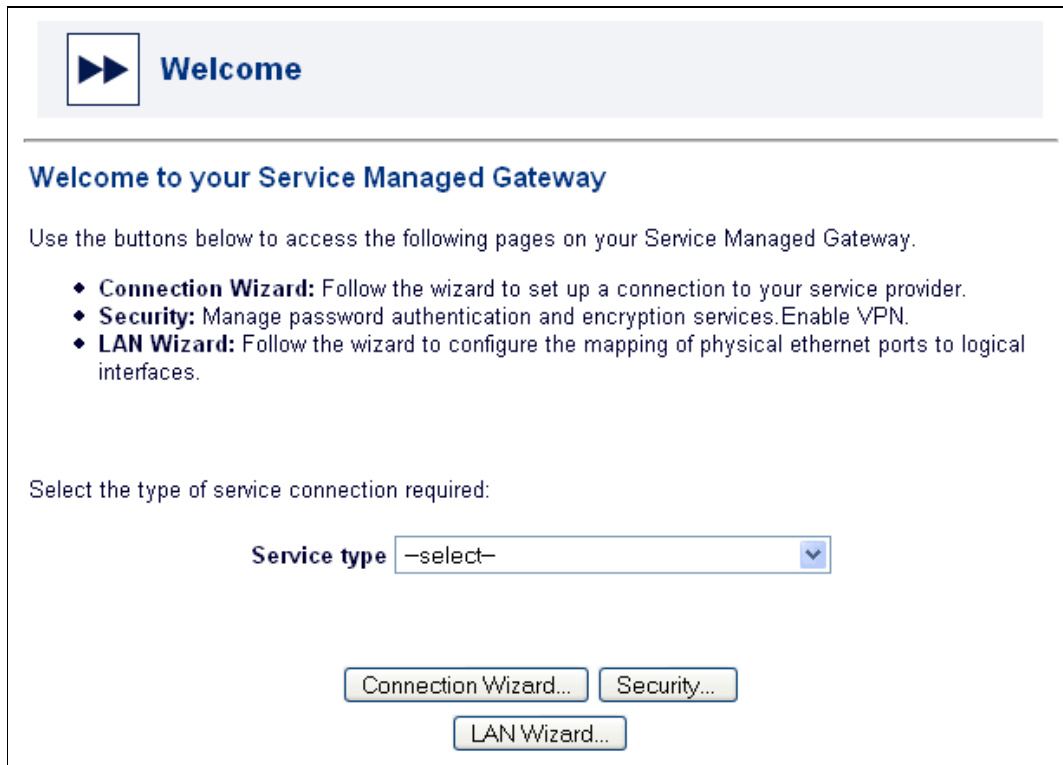 Welcome
Welcome to your Service Managed Gateway
Use the buttons below to access the following pages on your Service Managed Gateway.
Connection Wizard: Follow the wizard to set up a connection to your service provider.
Security: Manage password authentication and encryption services.Enable VPN.
LAN Wizard: Follow the wizard to configure the mapping of physical ethernet ports to logical
interfaces.
Select the type of service connection required:
Service type –select–
Connection Wizard... Security...
LAN Wizard...